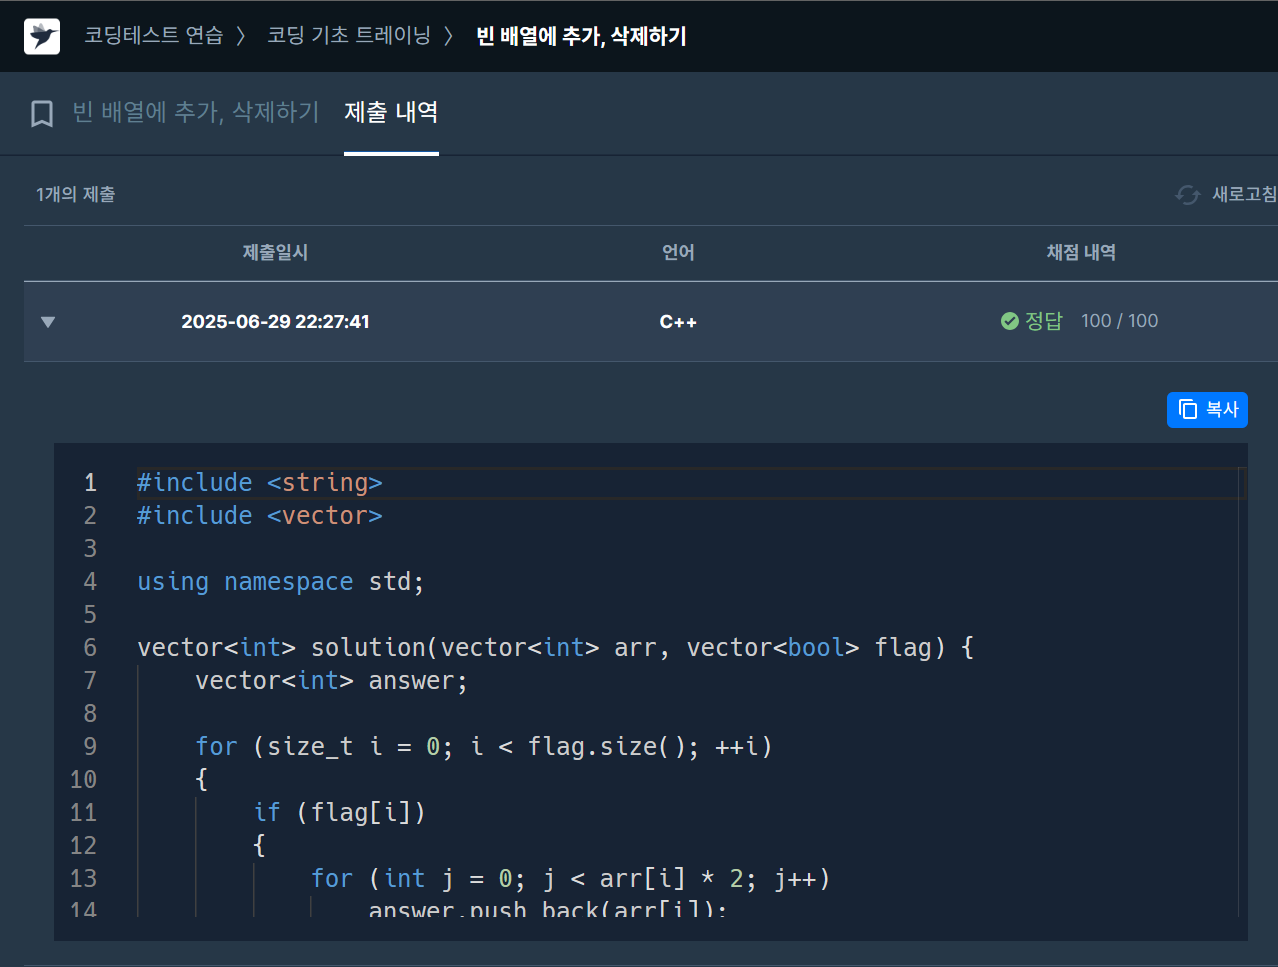 코딩테스트 연습 〉 코딩 기초 트레이닝 〉 빈 배열에 추가, 삭제하기
빈 배열에 추가, 삭제하기 제출 내역
1개의 제출 새로고침
제출일시 언어 채점 내역
▼ 2025-06-29 22:27:41 C++ 정답 100 / 100
복사
1 #include <string>
2 #include <vector>
3
4 using namespace std;
5
6 vector<int> solution(vector<int> arr, vector<bool> flag) {
7 vector<int> answer;
8
9 for (size_t i = 0; i < flag.size(); ++i)
10 {
11 if (flag[i])
12 {
13 for (int j = 0; j < arr[i] * 2; j++)
14 answer.push_back(arr[i]);